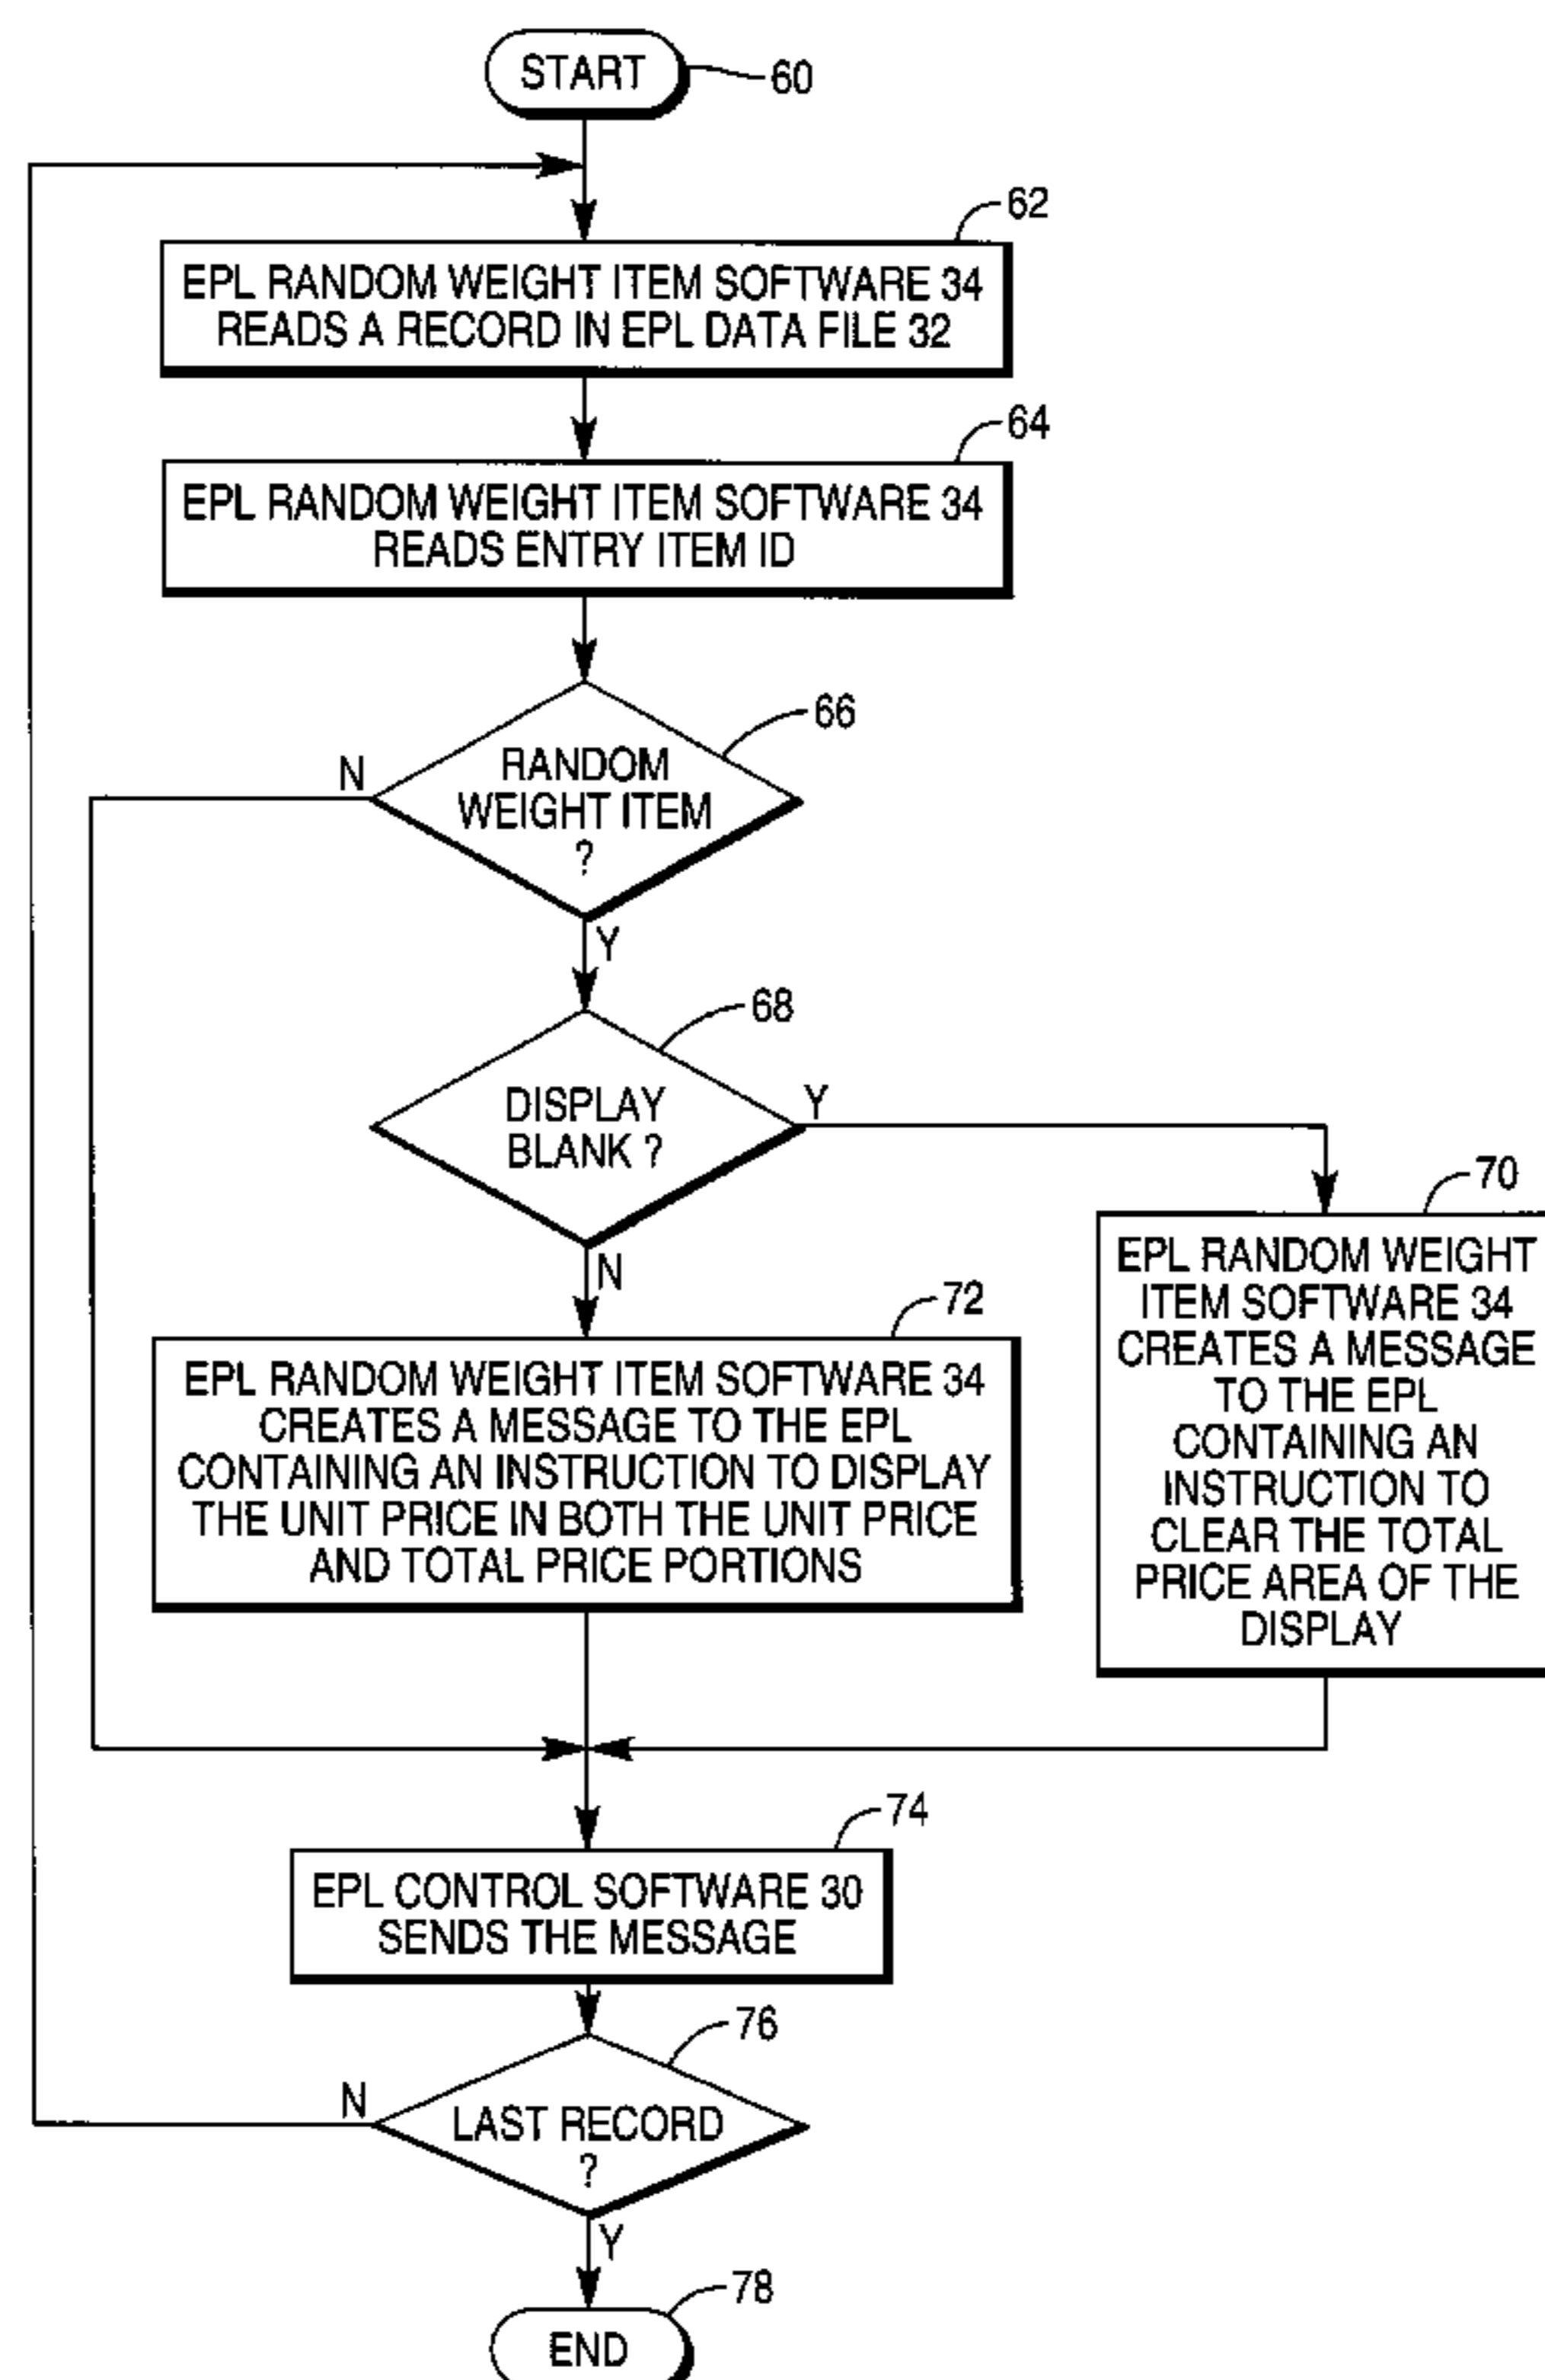 START
60
62
EPL RANDOM WEIGHT ITEM SOFTWARE 34
READS A RECORD IN EPL DATA FILE 32
64
EPL RANDOM WEIGHT ITEM SOFTWARE 34
READS ENTRY ITEM ID
66
N
RANDOM
WEIGHT ITEM
?
Y
68
DISPLAY
BLANK ?
Y
N
70
EPL RANDOM WEIGHT
ITEM SOFTWARE 34
CREATES A MESSAGE
TO THE EPL
CONTAINING AN
INSTRUCTION TO
CLEAR THE TOTAL
PRICE AREA OF THE
DISPLAY
72
EPL RANDOM WEIGHT ITEM SOFTWARE 34
CREATES A MESSAGE TO THE EPL
CONTAINING AN INSTRUCTION TO DISPLAY
THE UNIT PRICE IN BOTH THE UNIT PRICE
AND TOTAL PRICE PORTIONS
74
EPL CONTROL SOFTWARE 30
SENDS THE MESSAGE
76
N
LAST RECORD
?
Y
78
END